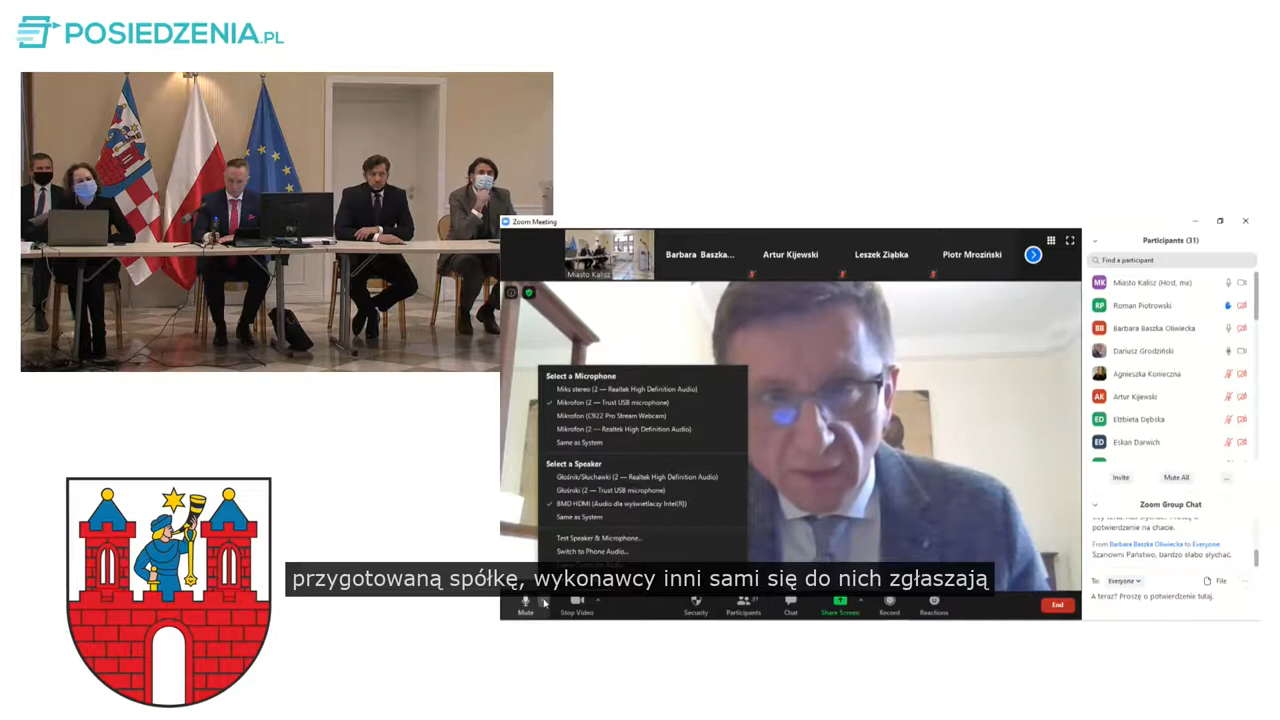 POSIEDZENIA.PL
Zoom Meeting
Miasto Kalisz
Barbara Baszka...
Artur Kijewski
Leszek Ziąbka
Piotr Mroziński
Select a Microphone
Miks stereo (2 — Realtek High Definition Audio)
Mikrofon (2 — Trust USB microphone)
Mikrofon (C922 Pro Stream Webcam)
Mikrofon (2 — Realtek High Definition Audio)
Same as System
Select a Speaker
Głośnik/Słuchawki (2 — Realtek High Definition Audio)
Głośniki (2 — Trust USB microphone)
BMD HDMI (Audio dla wyświetlaczy Intel(R))
Same as System
Test Speaker & Microphone...
Switch to Phone Audio...
przygotowaną spółkę, wykonawcy inni sami się do nich zgłaszają
Mute
Stop Video
Security
31
Participants
Chat
Share Screen
Record
Reactions
End
Participants (31)
Find a participant
MK Miasto Kalisz (Host, me)
RP Roman Piotrowski
BB Barbara Baszka Oliwiecka
Dariusz Grodziński
Agnieszka Konieczna
AK Artur Kijewski
ED Elżbieta Dębska
ED Eskan Darwich
Invite
Mute All
...
Zoom Group Chat
potwierdzenie na chacie.
From Barbara Baszka Oliwiecka to Everyone:
Szanowni Państwo, bardzo słabo słychać.
To: Everyone
File
...
A teraz? Proszę o potwierdzenie tutaj.